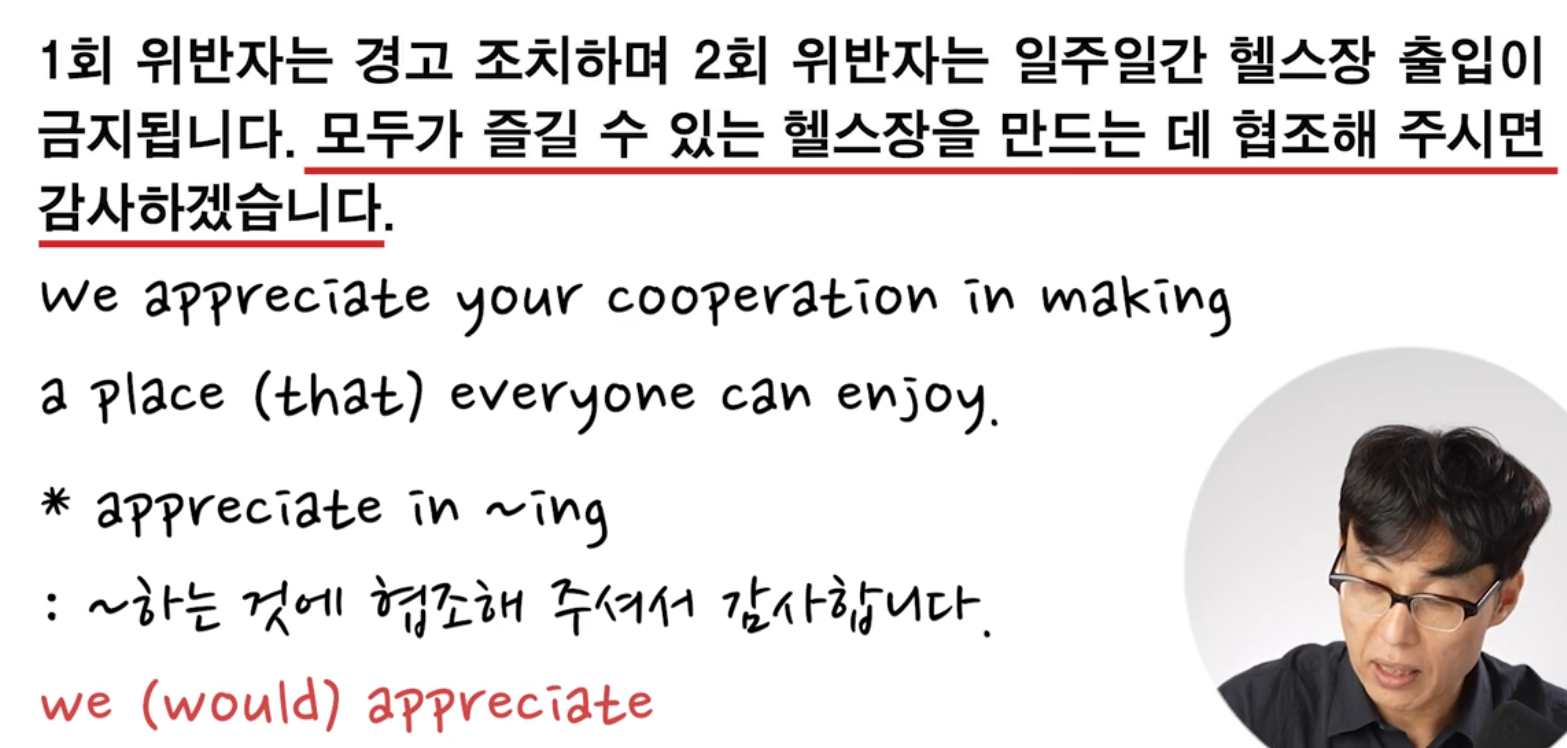 1회 위반자는 경고 조치하며 2회 위반자는 일주일간 헬스장 출입이
금지됩니다. 모두가 즐길 수 있는 헬스장을 만드는 데 협조해 주시면
감사하겠습니다.
we appreciate your cooperation in making
a place (that) everyone can enjoy.
* appreciate in ~ing
: ~하는 것에 협조해 주셔서 감사합니다.
we (would) appreciate